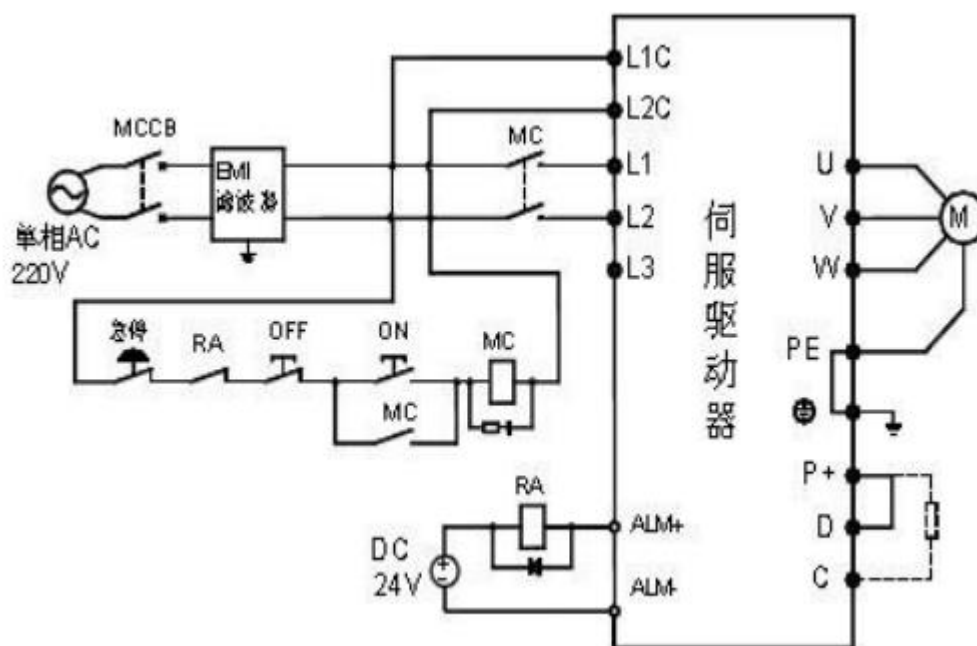 L1C
L2C
MCCB
MC
EMI
滤波器
L1
L2
L3
单相AC
220V
U
V
W
M
急停
RA
OFF
ON
MC
MC
伺服驱动器
PE
P+
D
C
RA
DC
24V
ALM+
ALM-